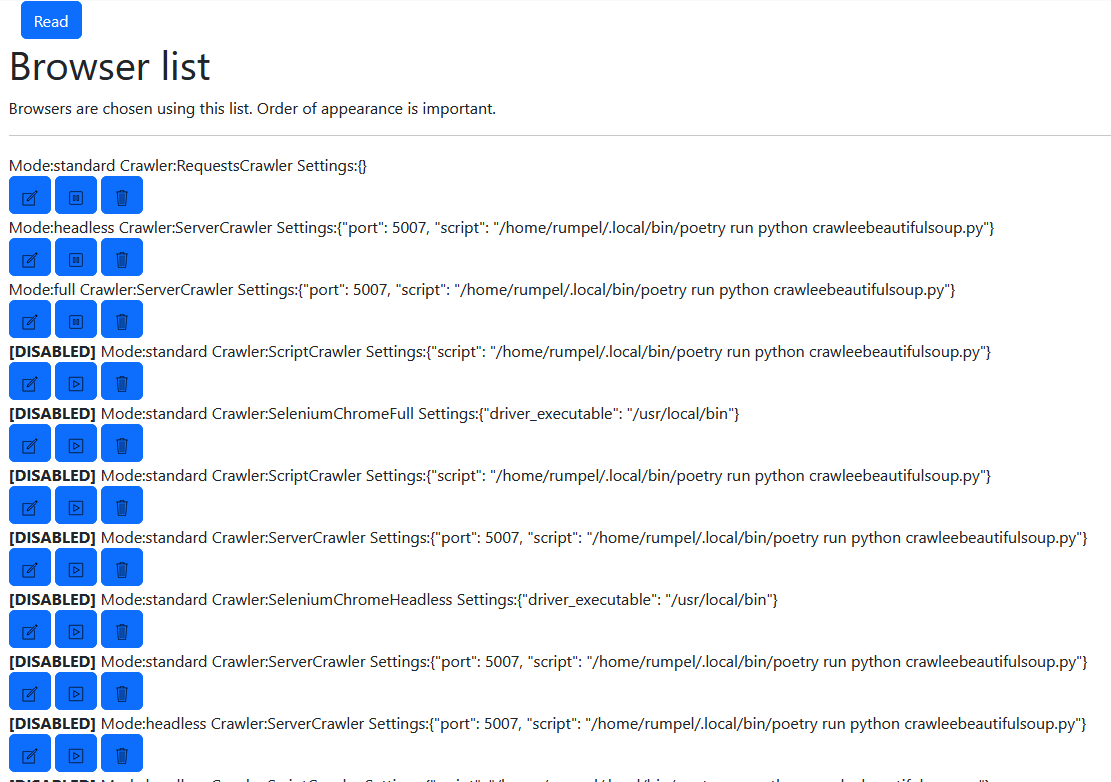 Read
Browser list
Browsers are chosen using this list. Order of appearance is important.
Mode:standard Crawler:RequestsCrawler Settings:{}
Mode:headless Crawler:ServerCrawler Settings:{"port": 5007, "script": "/home/rumpel/.local/bin/poetry run python crawleebeautifulsoup.py"}
Mode:full Crawler:ServerCrawler Settings:{"port": 5007, "script": "/home/rumpel/.local/bin/poetry run python crawleebeautifulsoup.py"}
[DISABLED] Mode:standard Crawler:ScriptCrawler Settings:{"script": "/home/rumpel/.local/bin/poetry run python crawleebeautifulsoup.py"}
[DISABLED] Mode:standard Crawler:SeleniumChromeFull Settings:{"driver_executable": "/usr/local/bin"}
[DISABLED] Mode:standard Crawler:ScriptCrawler Settings:{"script": "/home/rumpel/.local/bin/poetry run python crawleebeautifulsoup.py"}
[DISABLED] Mode:standard Crawler:ServerCrawler Settings:{"port": 5007, "script": "/home/rumpel/.local/bin/poetry run python crawleebeautifulsoup.py"}
[DISABLED] Mode:standard Crawler:SeleniumChromeHeadless Settings:{"driver_executable": "/usr/local/bin"}
[DISABLED] Mode:standard Crawler:ServerCrawler Settings:{"port": 5007, "script": "/home/rumpel/.local/bin/poetry run python crawleebeautifulsoup.py"}
[DISABLED] Mode:headless Crawler:ServerCrawler Settings:{"port": 5007, "script": "/home/rumpel/.local/bin/poetry run python crawleebeautifulsoup.py"}